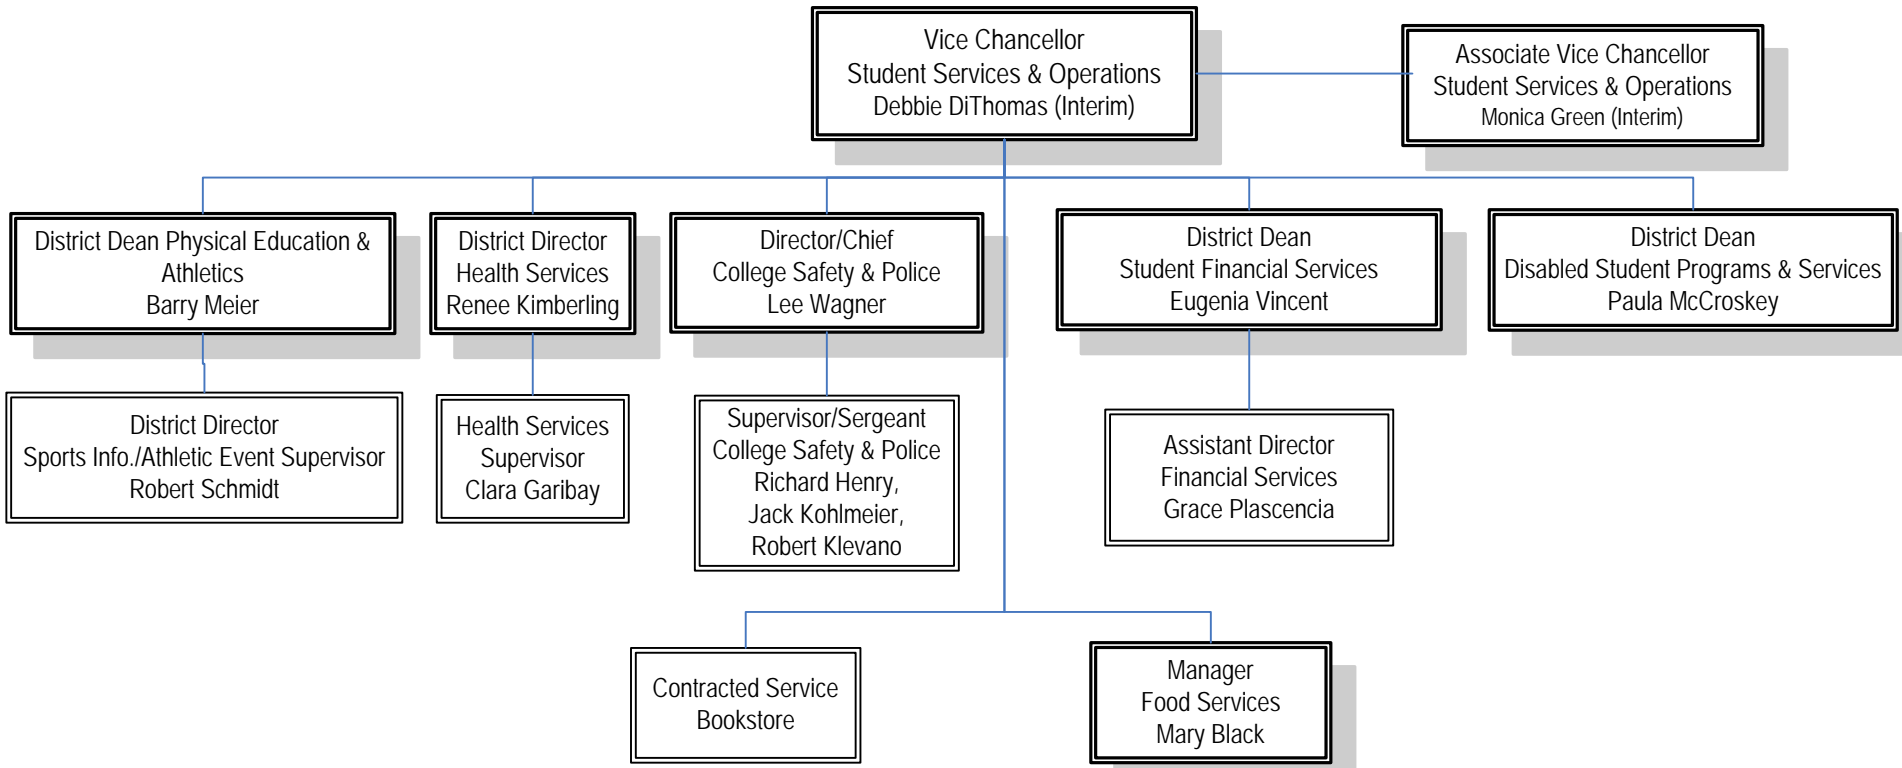 Vice Chancellor
Student Services & Operations
Debbie DiThomas (Interim)
Associate Vice Chancellor
Student Services & Operations
Monica Green (Interim)
District Dean Physical Education &
Athletics
Barry Meier
District Director
Health Services
Renee Kimberling
Director/Chief
College Safety & Police
Lee Wagner
District Dean
Student Financial Services
Eugenia Vincent
District Dean
Disabled Student Programs & Services
Paula McCroskey
District Director
Sports Info./Athletic Event Supervisor
Robert Schmidt
Health Services
Supervisor
Clara Garibay
Supervisor/Sergeant
College Safety & Police
Richard Henry,
Jack Kohlmeier,
Robert Klevano
Assistant Director
Financial Services
Grace Plascencia
Contracted Service
Bookstore
Manager
Food Services
Mary Black